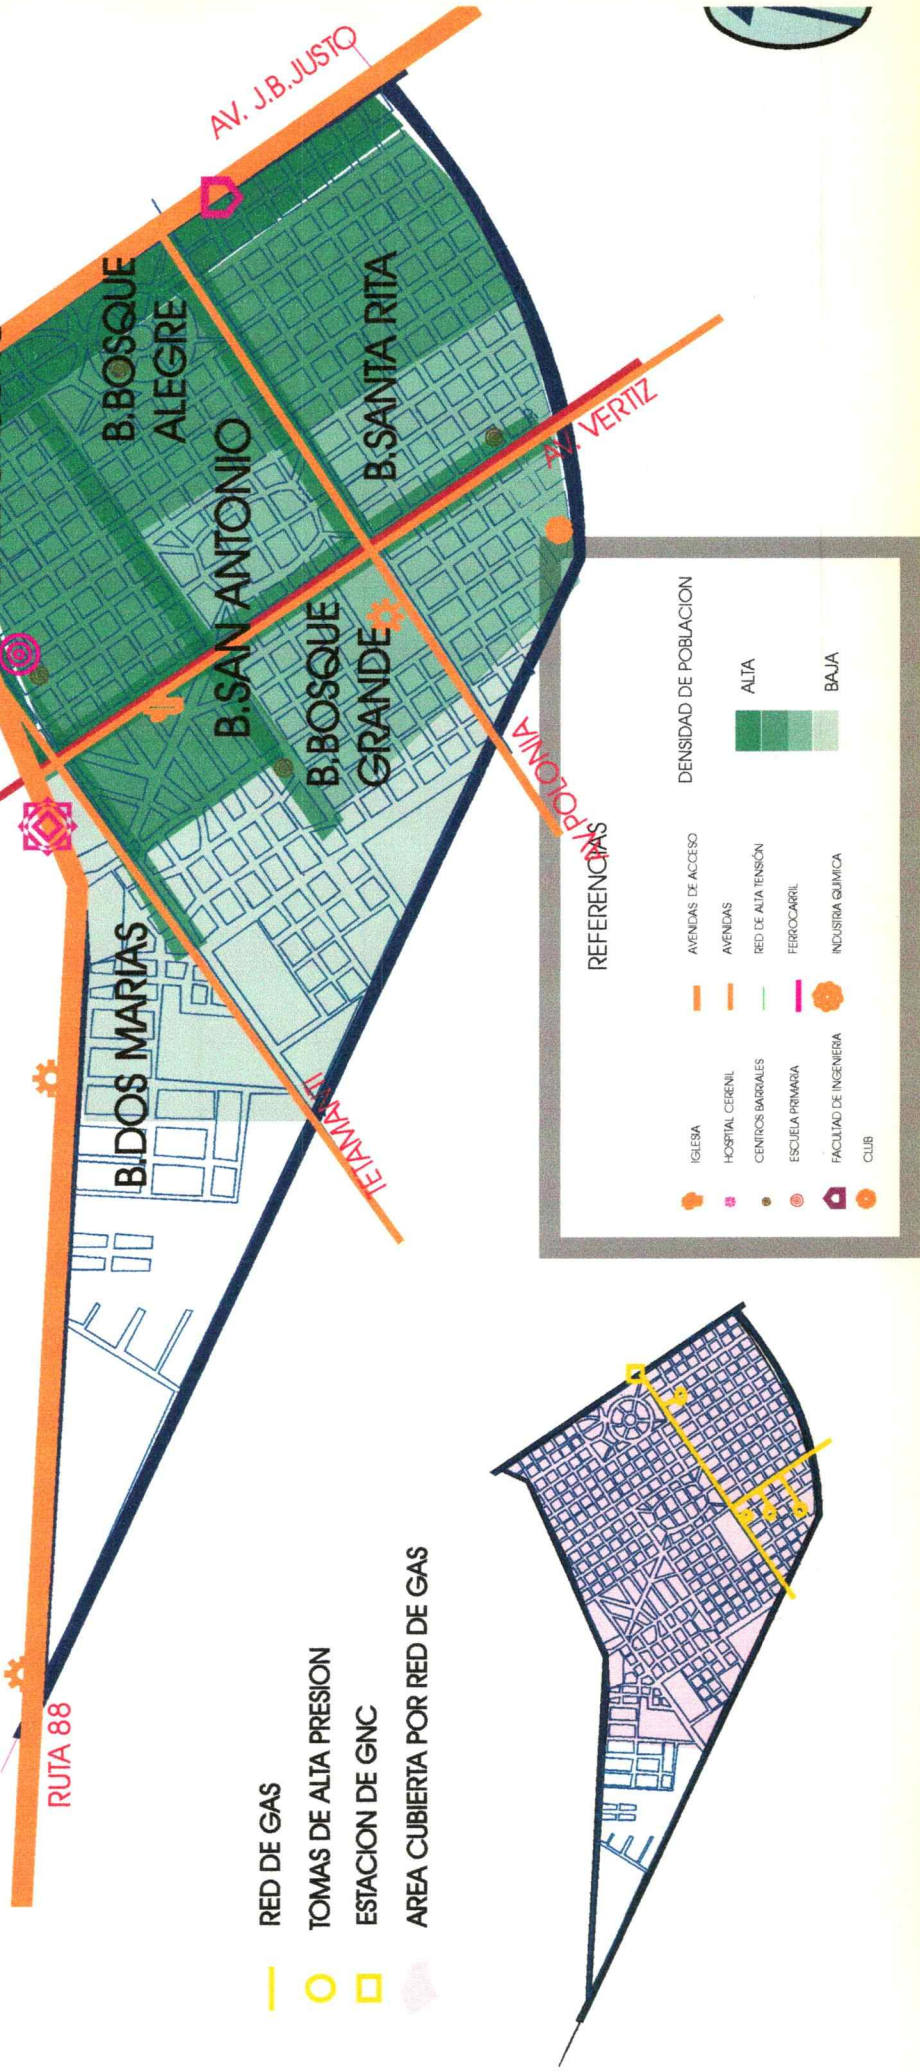 AV. J.B.JUSTO
B.BOSQUE
ALEGRE
B.SANTA RITA
B.SAN ANTONIO
AV. VERTIZ
B.BOSQUE
GRANDE
AV POLONIA
B.DOS MARIAS
TETAMANTI
RUTA 88
REFERENCIAS
IGLESIA
HOSPITAL CERENIL
CENTROS BARRIALES
ESCUELA PRIMARIA
FACULTAD DE INGENIERIA
CLUB
AVENIDAS DE ACCESO
AVENIDAS
RED DE ALTA TENSIÓN
FERROCARRIL
INDUSTRIA QUIMICA
DENSIDAD DE POBLACION
ALTA
BAJA
RED DE GAS
TOMAS DE ALTA PRESION
ESTACION DE GNC
AREA CUBIERTA POR RED DE GAS